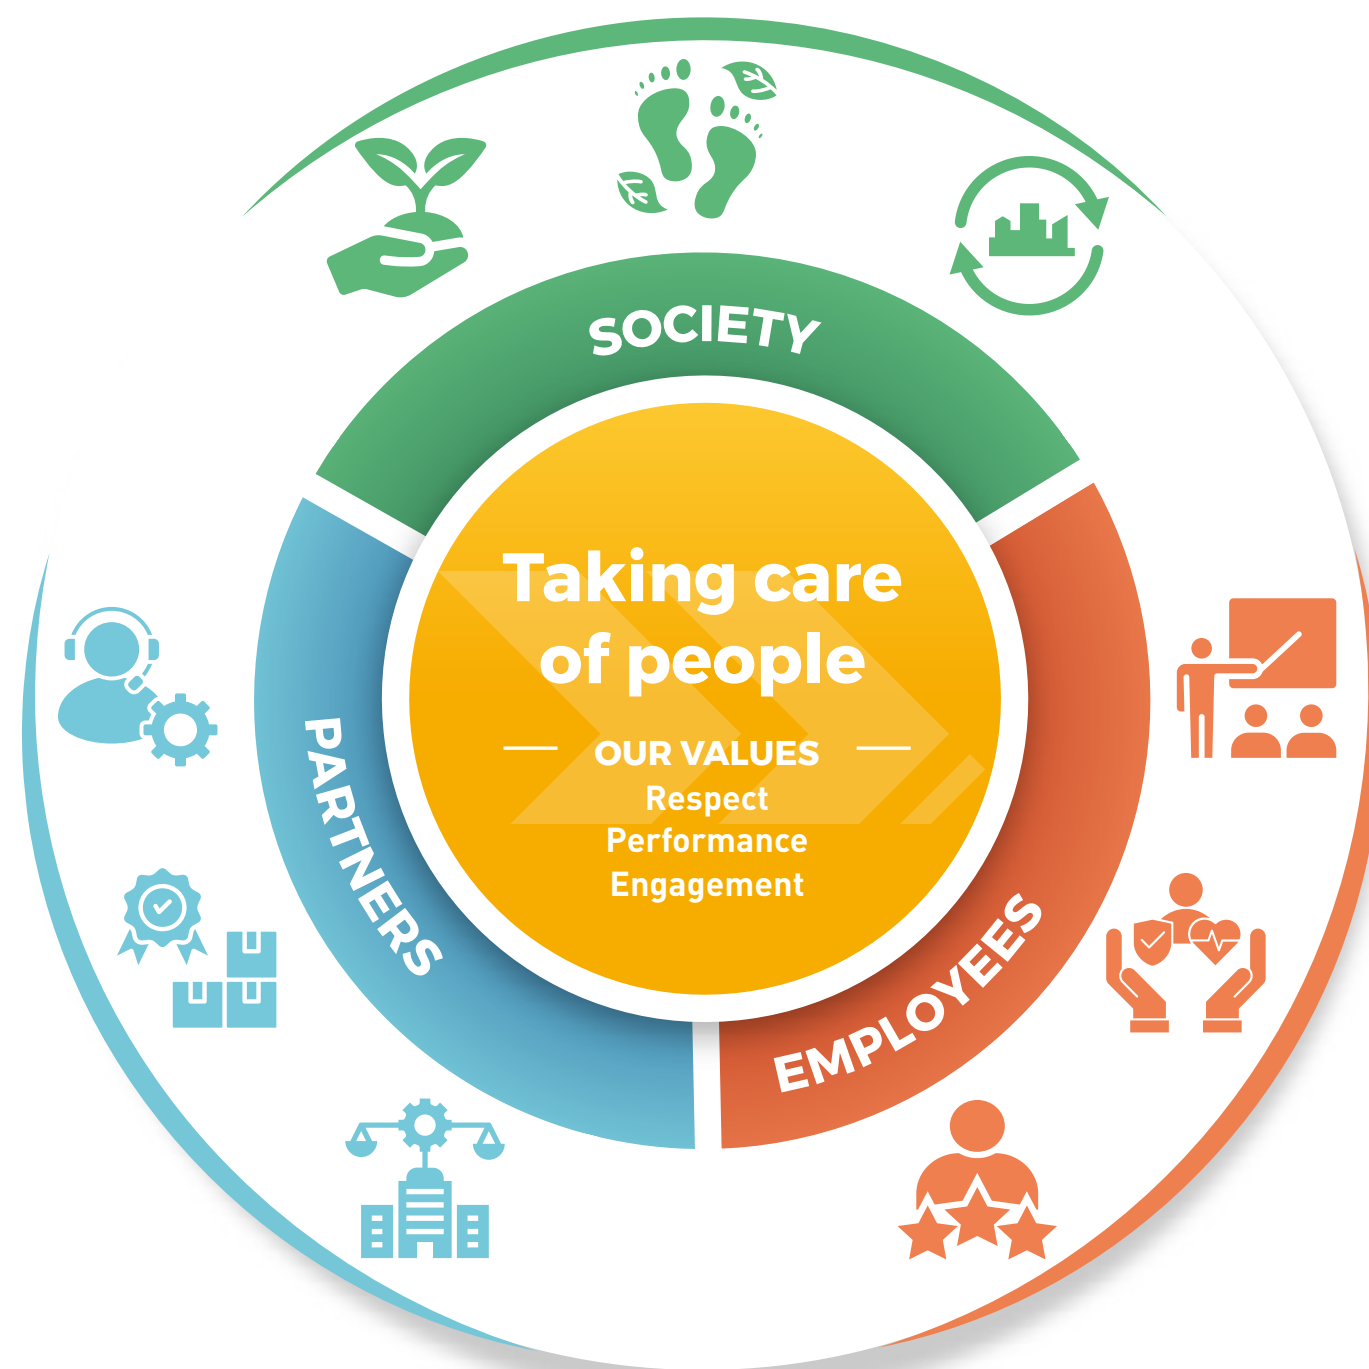 SOCIETY
Taking care
of people
OUR VALUES
Respect
Performance
Engagement
PARTNERS
EMPLOYEES